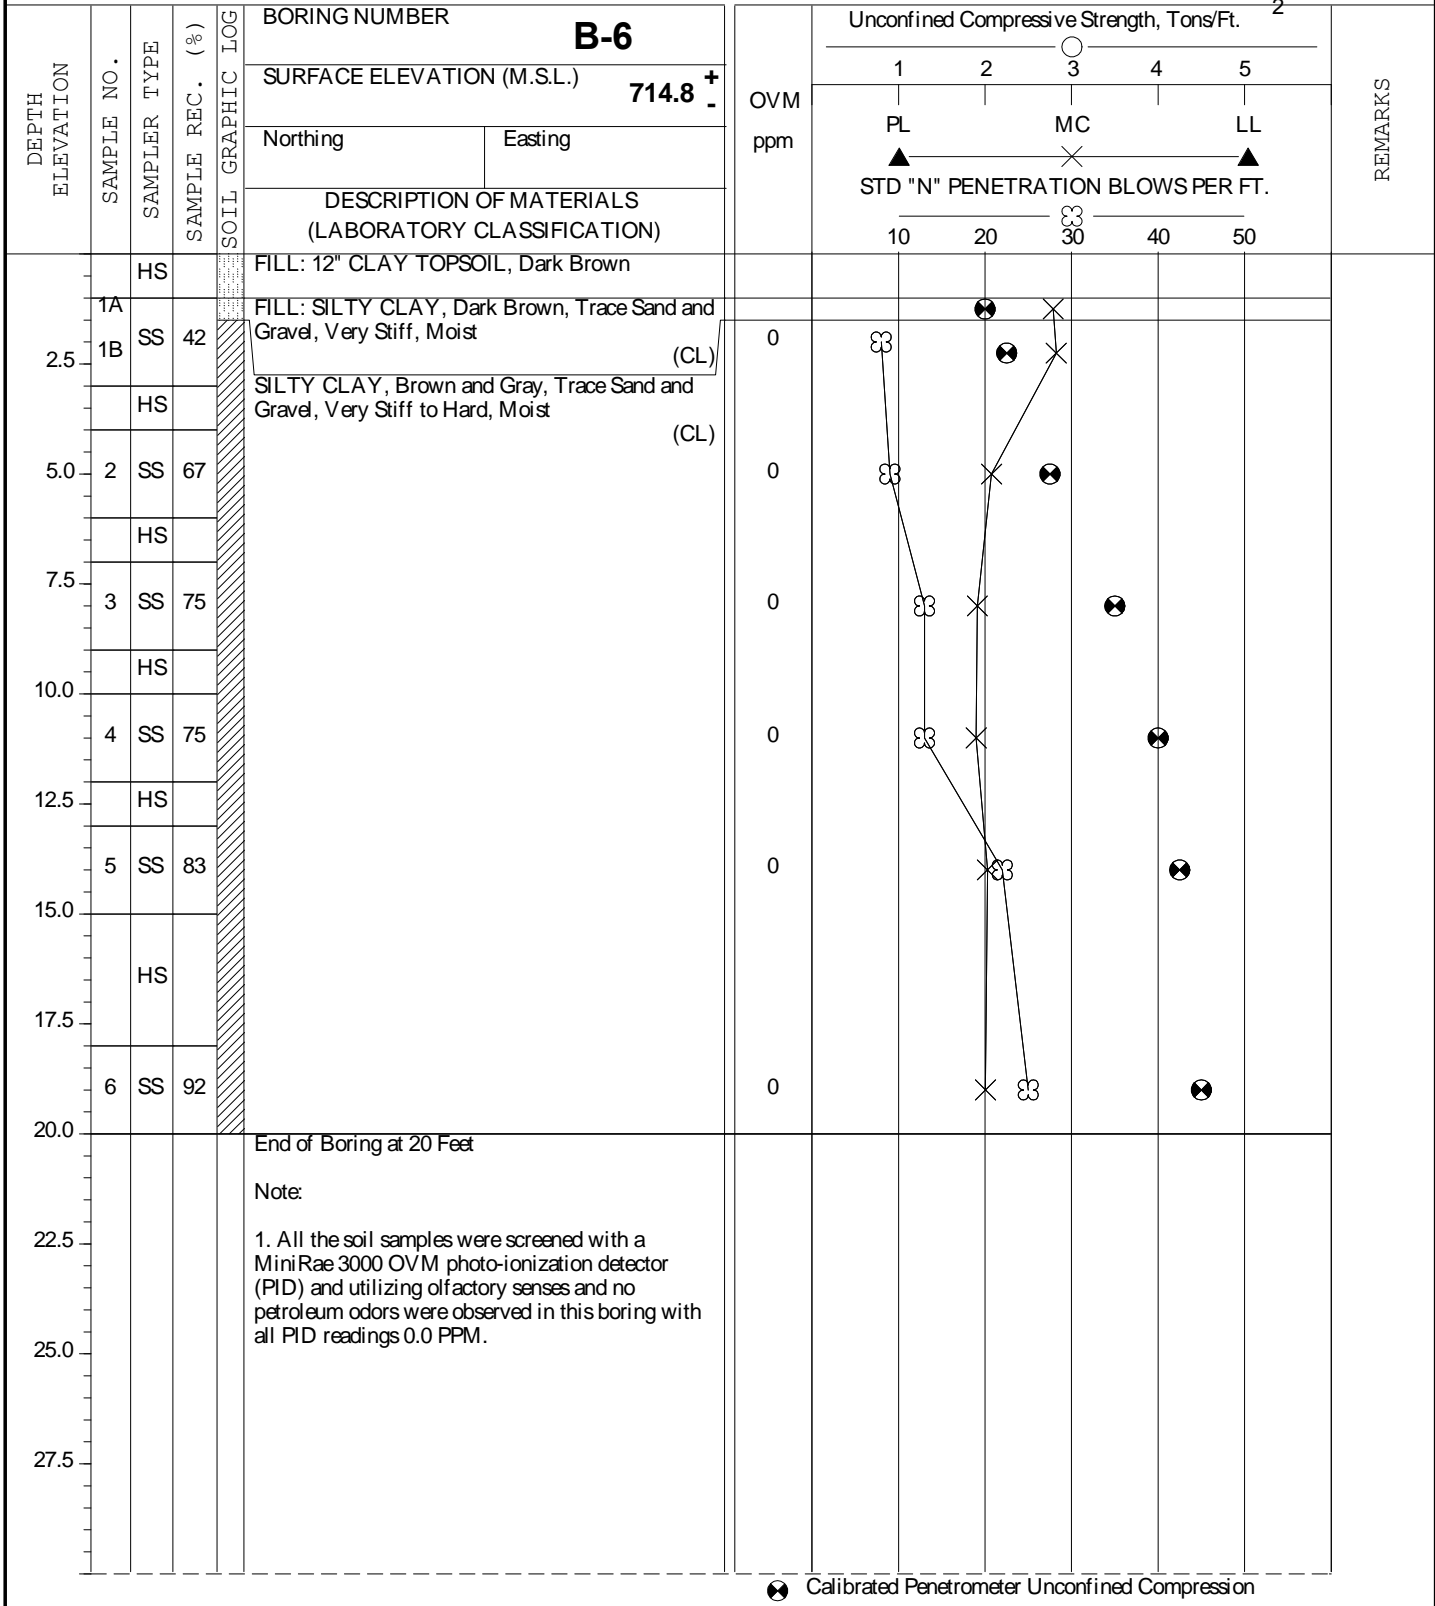 DEPTH
ELEVATION
SAMPLE NO.
SAMPLER TYPE
SAMPLE REC. (%)
SOIL GRAPHIC LOG
BORING NUMBER
B-6
SURFACE ELEVATION (M.S.L.)
714.8 +
-
Northing Easting
DESCRIPTION OF MATERIALS
(LABORATORY CLASSIFICATION)
OVM
ppm
Unconfined Compressive Strength, Tons/Ft. 2
1 2 3 4 5
PL MC LL
STD "N" PENETRATION BLOWS PER FT.
10 20 30 40 50
REMARKS
HS FILL: 12" CLAY TOPSOIL, Dark Brown
1A FILL: SILTY CLAY, Dark Brown, Trace Sand and
SS 42 Gravel, Very Stiff, Moist 0
1B (CL)
2.5
SILTY CLAY, Brown and Gray, Trace Sand and
HS Gravel, Very Stiff to Hard, Moist
(CL)
5.0 2 SS 67 0
HS
7.5
3 SS 75 0
HS
10.0
4 SS 75 0
12.5 HS
5 SS 83 0
15.0
HS
17.5
6 SS 92 0
20.0
End of Boring at 20 Feet
Note:
22.5 1. All the soil samples were screened with a
MiniRae 3000 OVM photo-ionization detector
(PID) and utilizing olfactory senses and no
petroleum odors were observed in this boring with
all PID readings 0.0 PPM.
25.0
27.5
Calibrated Penetrometer Unconfined Compression